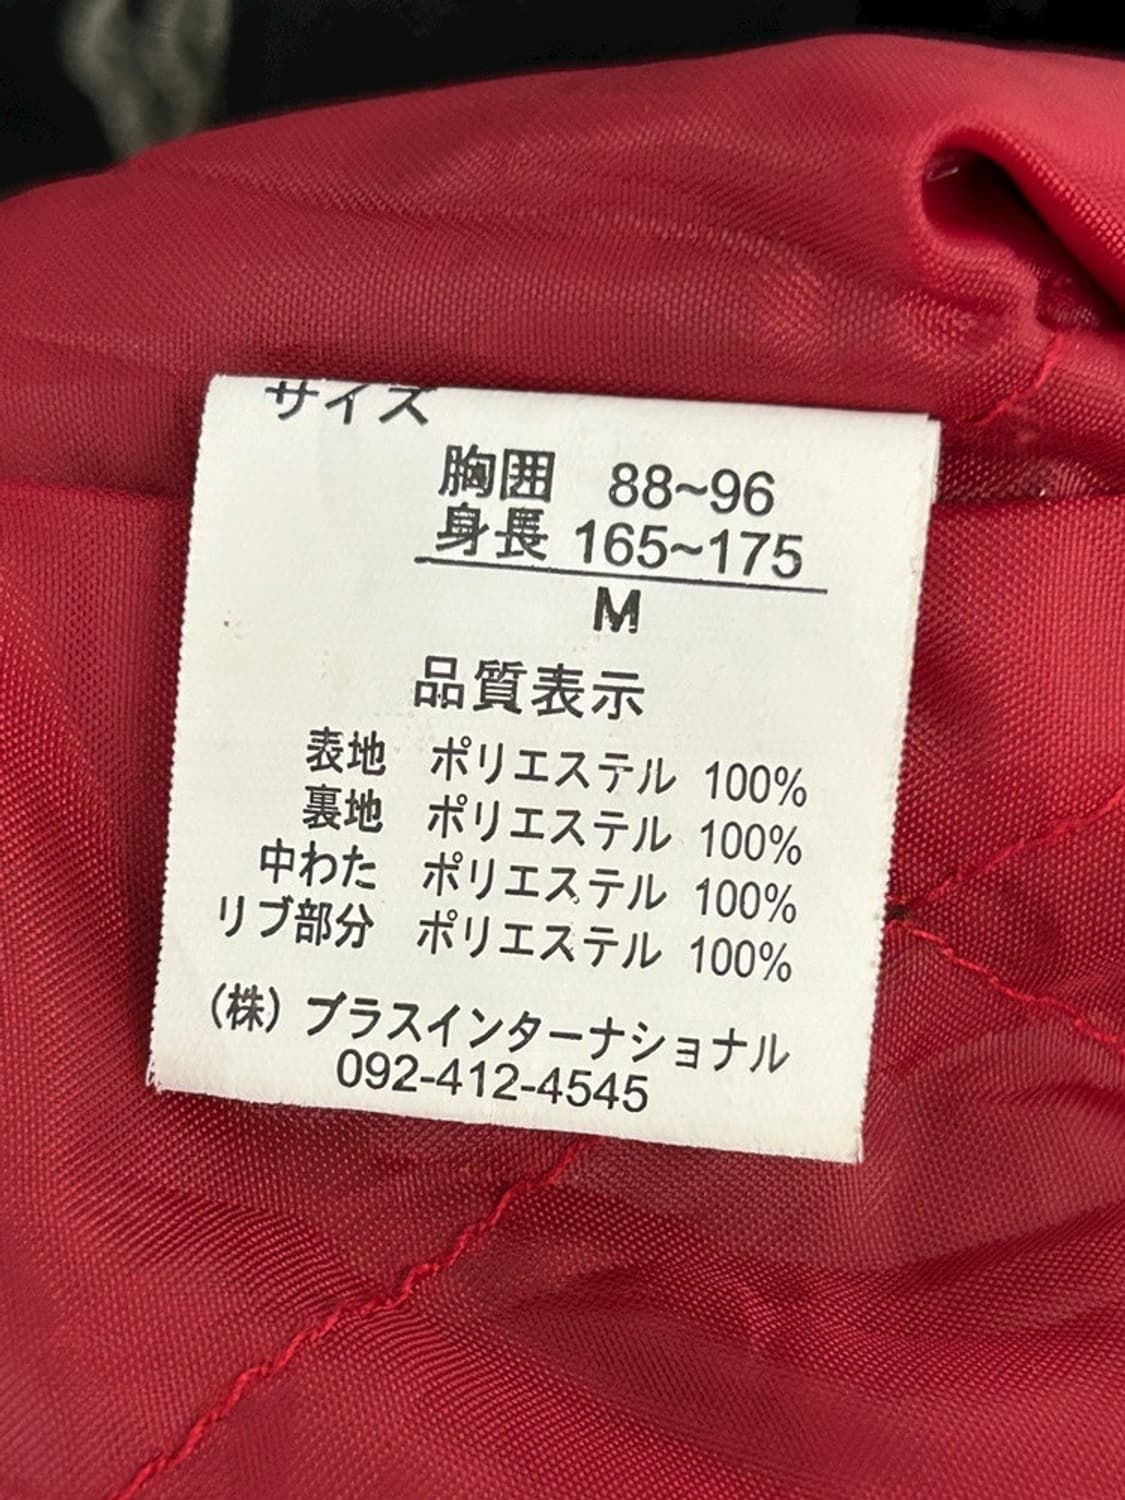 サイズ
胸囲 88~96
身長 165~175
M
品質表示
表地 ポリエステル 100%
裏地 ポリエステル 100%
中わた ポリエステル 100%
リブ部分 ポリエステル 100%
(株) プラスインターナショナル
092-412-4545